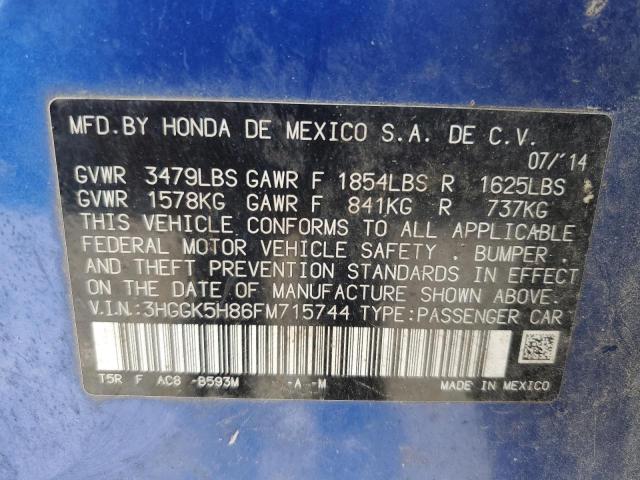 MFD.BY HONDA DE MEXICO S.A. DE C.V.
07/'14
GVWR 3479LBS GAWR F 1854LBS R 1625LBS
GVWR 1578KG GAWR F 841KG R 737KG
THIS VEHICLE CONFORMS TO ALL APPLICABLE
FEDERAL MOTOR VEHICLE SAFETY , BUMPER ,
AND THEFT PREVENTION STANDARDS IN EFFECT
ON THE DATE OF MANUFACTURE SHOWN ABOVE.
V.I.N.:3HGGK5H86FM715744 TYPE:PASSENGER CAR
T5R F AC8 -B593M -A -M
MADE IN MEXICO